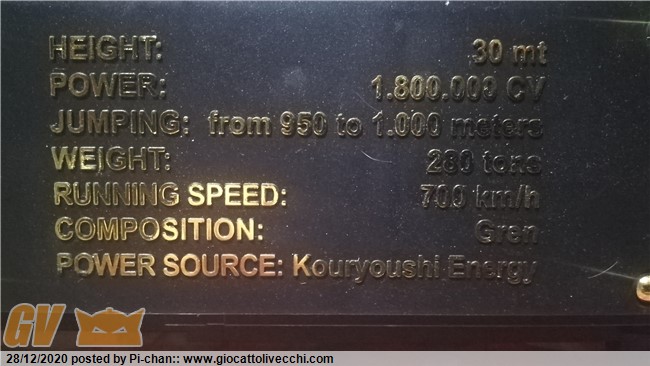 HEIGHT: 30 mt
POWER: 1.800.000 CV
JUMPING: from 950 to 1.000 meters
WEIGHT: 280 tons
RUNNING SPEED: 700 km/h
COMPOSITION: Gren
POWER SOURCE: Kouryoushi Energy
GV
28/12/2020 posted by Pi-chan:: www.giocattolivecchi.com